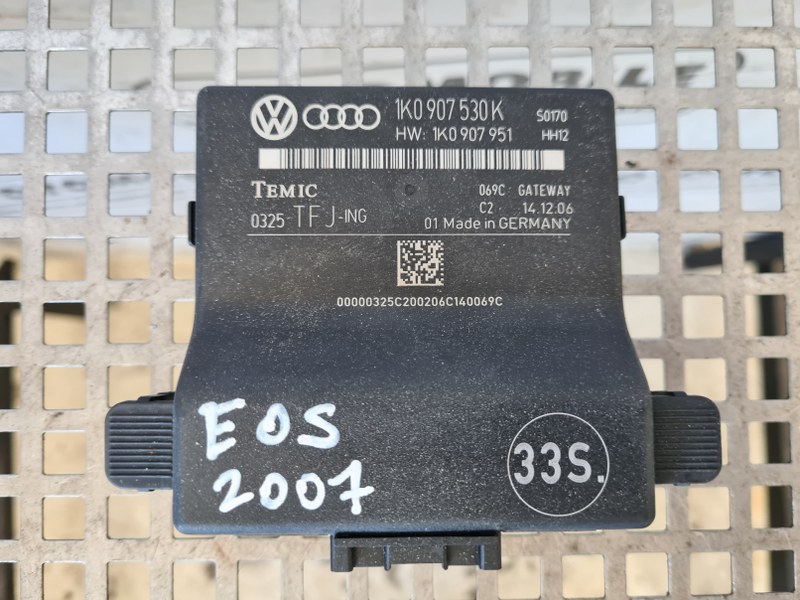 1K0 907 530 K
S0170
HW: 1K0 907 951
HH12
TEMIC
069C GATEWAY
C2 14.12.06
0325 TFJ-ING
01 Made in GERMANY
00000325C200206C140069C
EOS
2007
33S.